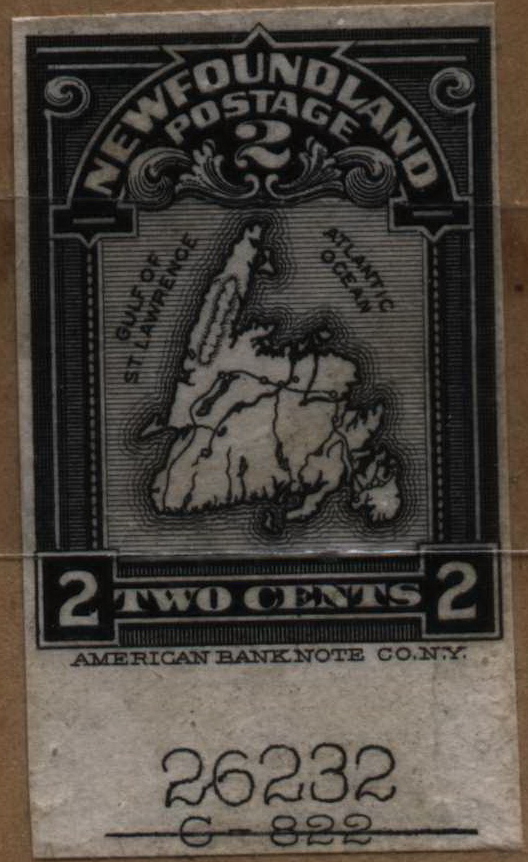 NEWFOUNDLAND
POSTAGE
2
GULF OF
ST LAWRENCE
ATLANTIC
OCEAN
2 TWO CENTS 2
AMERICAN BANK NOTE CO. N.Y.
26232
C - 822